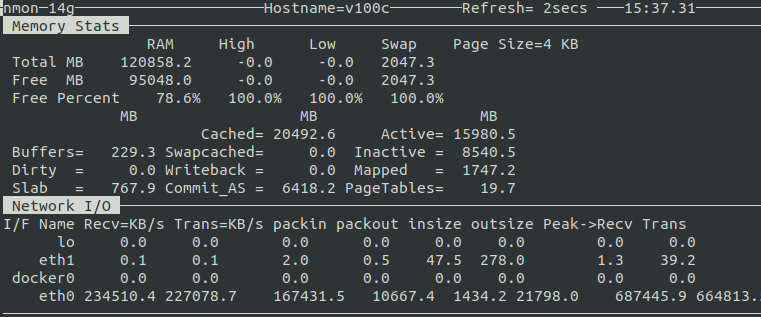 nmon-14g Hostname=v100c Refresh= 2secs 15:37.31
Memory Stats
RAM High Low Swap Page Size=4 KB
Total MB 120858.2 -0.0 -0.0 2047.3
Free MB 95048.0 -0.0 -0.0 2047.3
Free Percent 78.6% 100.0% 100.0% 100.0%
MB MB MB
Cached= 20492.6 Active= 15980.5
Buffers= 229.3 Swapcached= 0.0 Inactive = 8540.5
Dirty = 0.0 Writeback = 0.0 Mapped = 1747.2
Slab = 767.9 Commit_AS = 6418.2 PageTables= 19.7
Network I/O
I/F Name Recv=KB/s Trans=KB/s packin packout insize outsize Peak->Recv Trans
lo 0.0 0.0 0.0 0.0 0.0 0.0 0.0 0.0
eth1 0.1 0.1 2.0 0.5 47.5 278.0 1.3 39.2
docker0 0.0 0.0 0.0 0.0 0.0 0.0 0.0 0.0
eth0 234510.4 227078.7 167431.5 10667.4 1434.2 21798.0 687445.9 664813.